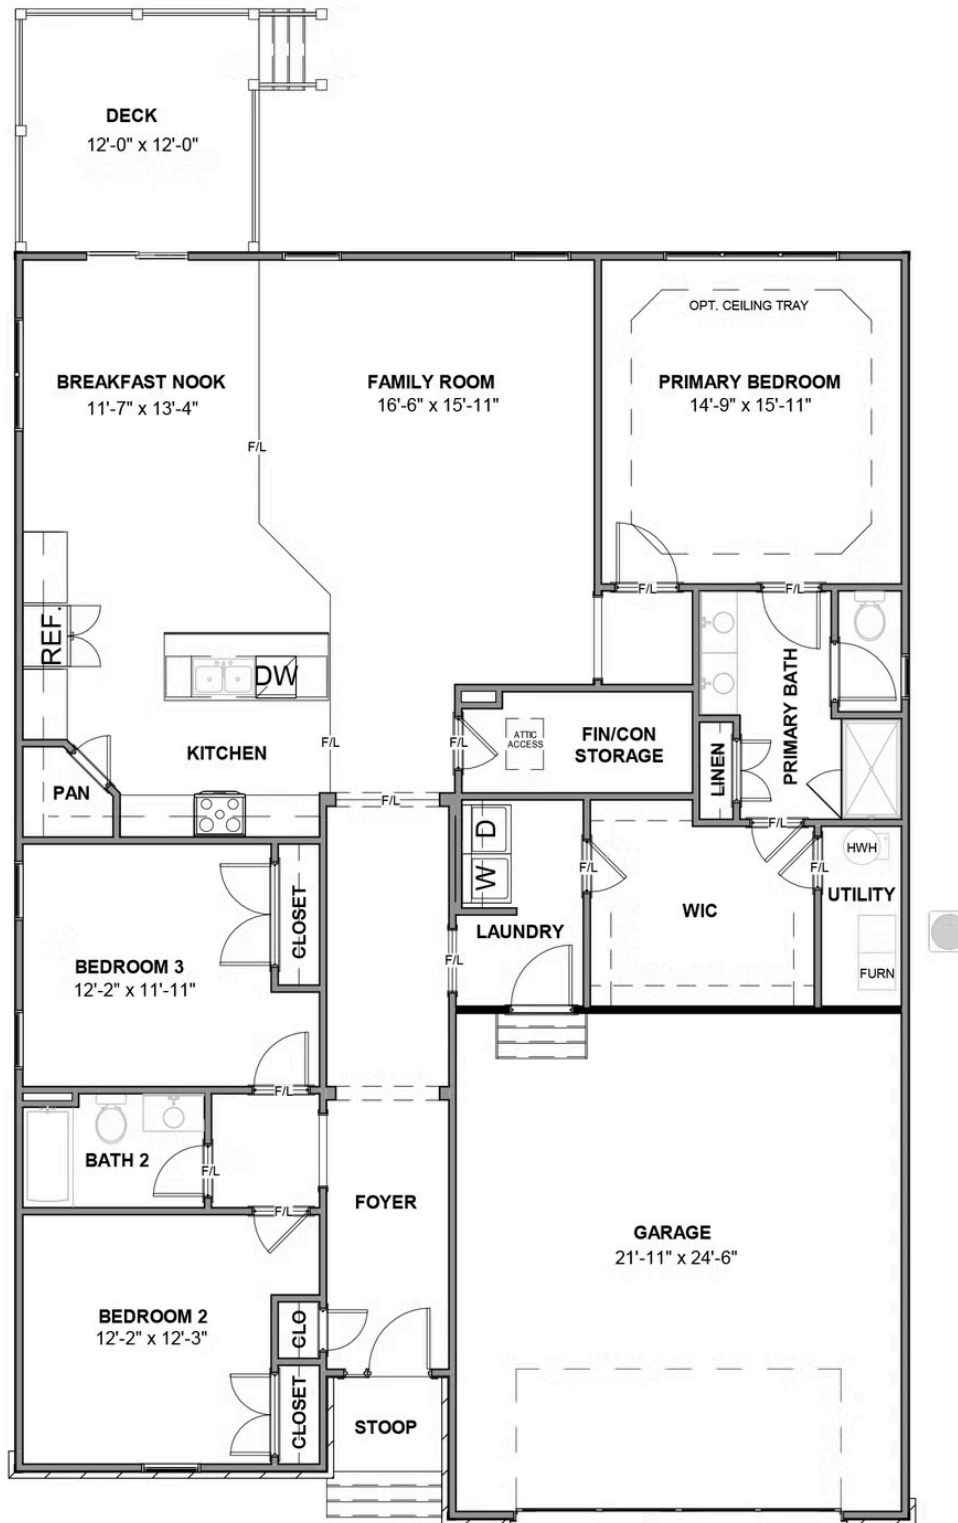 DECK
12'-0" x 12'-0"
OPT. CEILING TRAY
BREAKFAST NOOK
11'-7" x 13'-4"
FAMILY ROOM
16'-6" x 15'-11"
PRIMARY BEDROOM
14'-9" x 15'-11"
F/L
F/L
F/L
REF.
DW
PRIMARY BATH
KITCHEN
F/L
F/L
ATTIC
ACCESS
FIN/CON
STORAGE
LINEN
PAN
F/L
F/L
D
W
HWH
F/L
F/L
UTILITY
CLOSET
LAUNDRY
WIC
F/L
BEDROOM 3
12'-2" x 11'-11"
FURN
F/L
BATH 2
F/L
FOYER
F/L
GARAGE
21'-11" x 24'-6"
BEDROOM 2
12'-2" x 12'-3"
CLO
CLOSET
STOOP